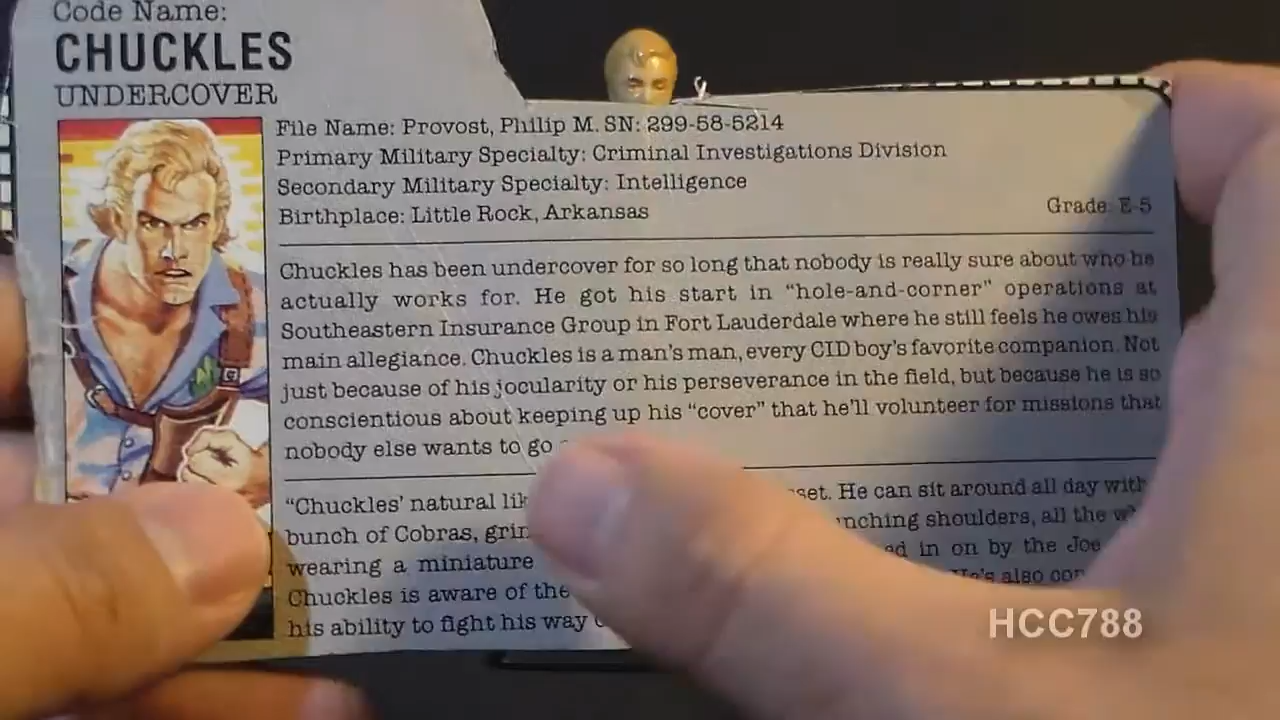 Code Name:
CHUCKLES
UNDERCOVER
File Name: Provost, Philip M. SN: 299-58-5214
Primary Military Specialty: Criminal Investigations Division
Secondary Military Specialty: Intelligence
Birthplace: Little Rock, Arkansas Grade: E-5
Chuckles has been undercover for so long that nobody is really sure about who he
actually works for. He got his start in "hole-and-corner" operations at
Southeastern Insurance Group in Fort Lauderdale where he still feels he owes his
main allegiance. Chuckles is a man's man, every CID boy's favorite companion. Not
just because of his jocularity or his perseverance in the field, but because he is so
conscientious about keeping up his "cover" that he'll volunteer for missions that
nobody else wants to go
"Chuckles' natural He can sit around all day with
bunch of Cobras, shoulders, all the
wearing a miniature in on by the Joe
Chuckles is aware of the He's also
his ability to fight his way
HCC788